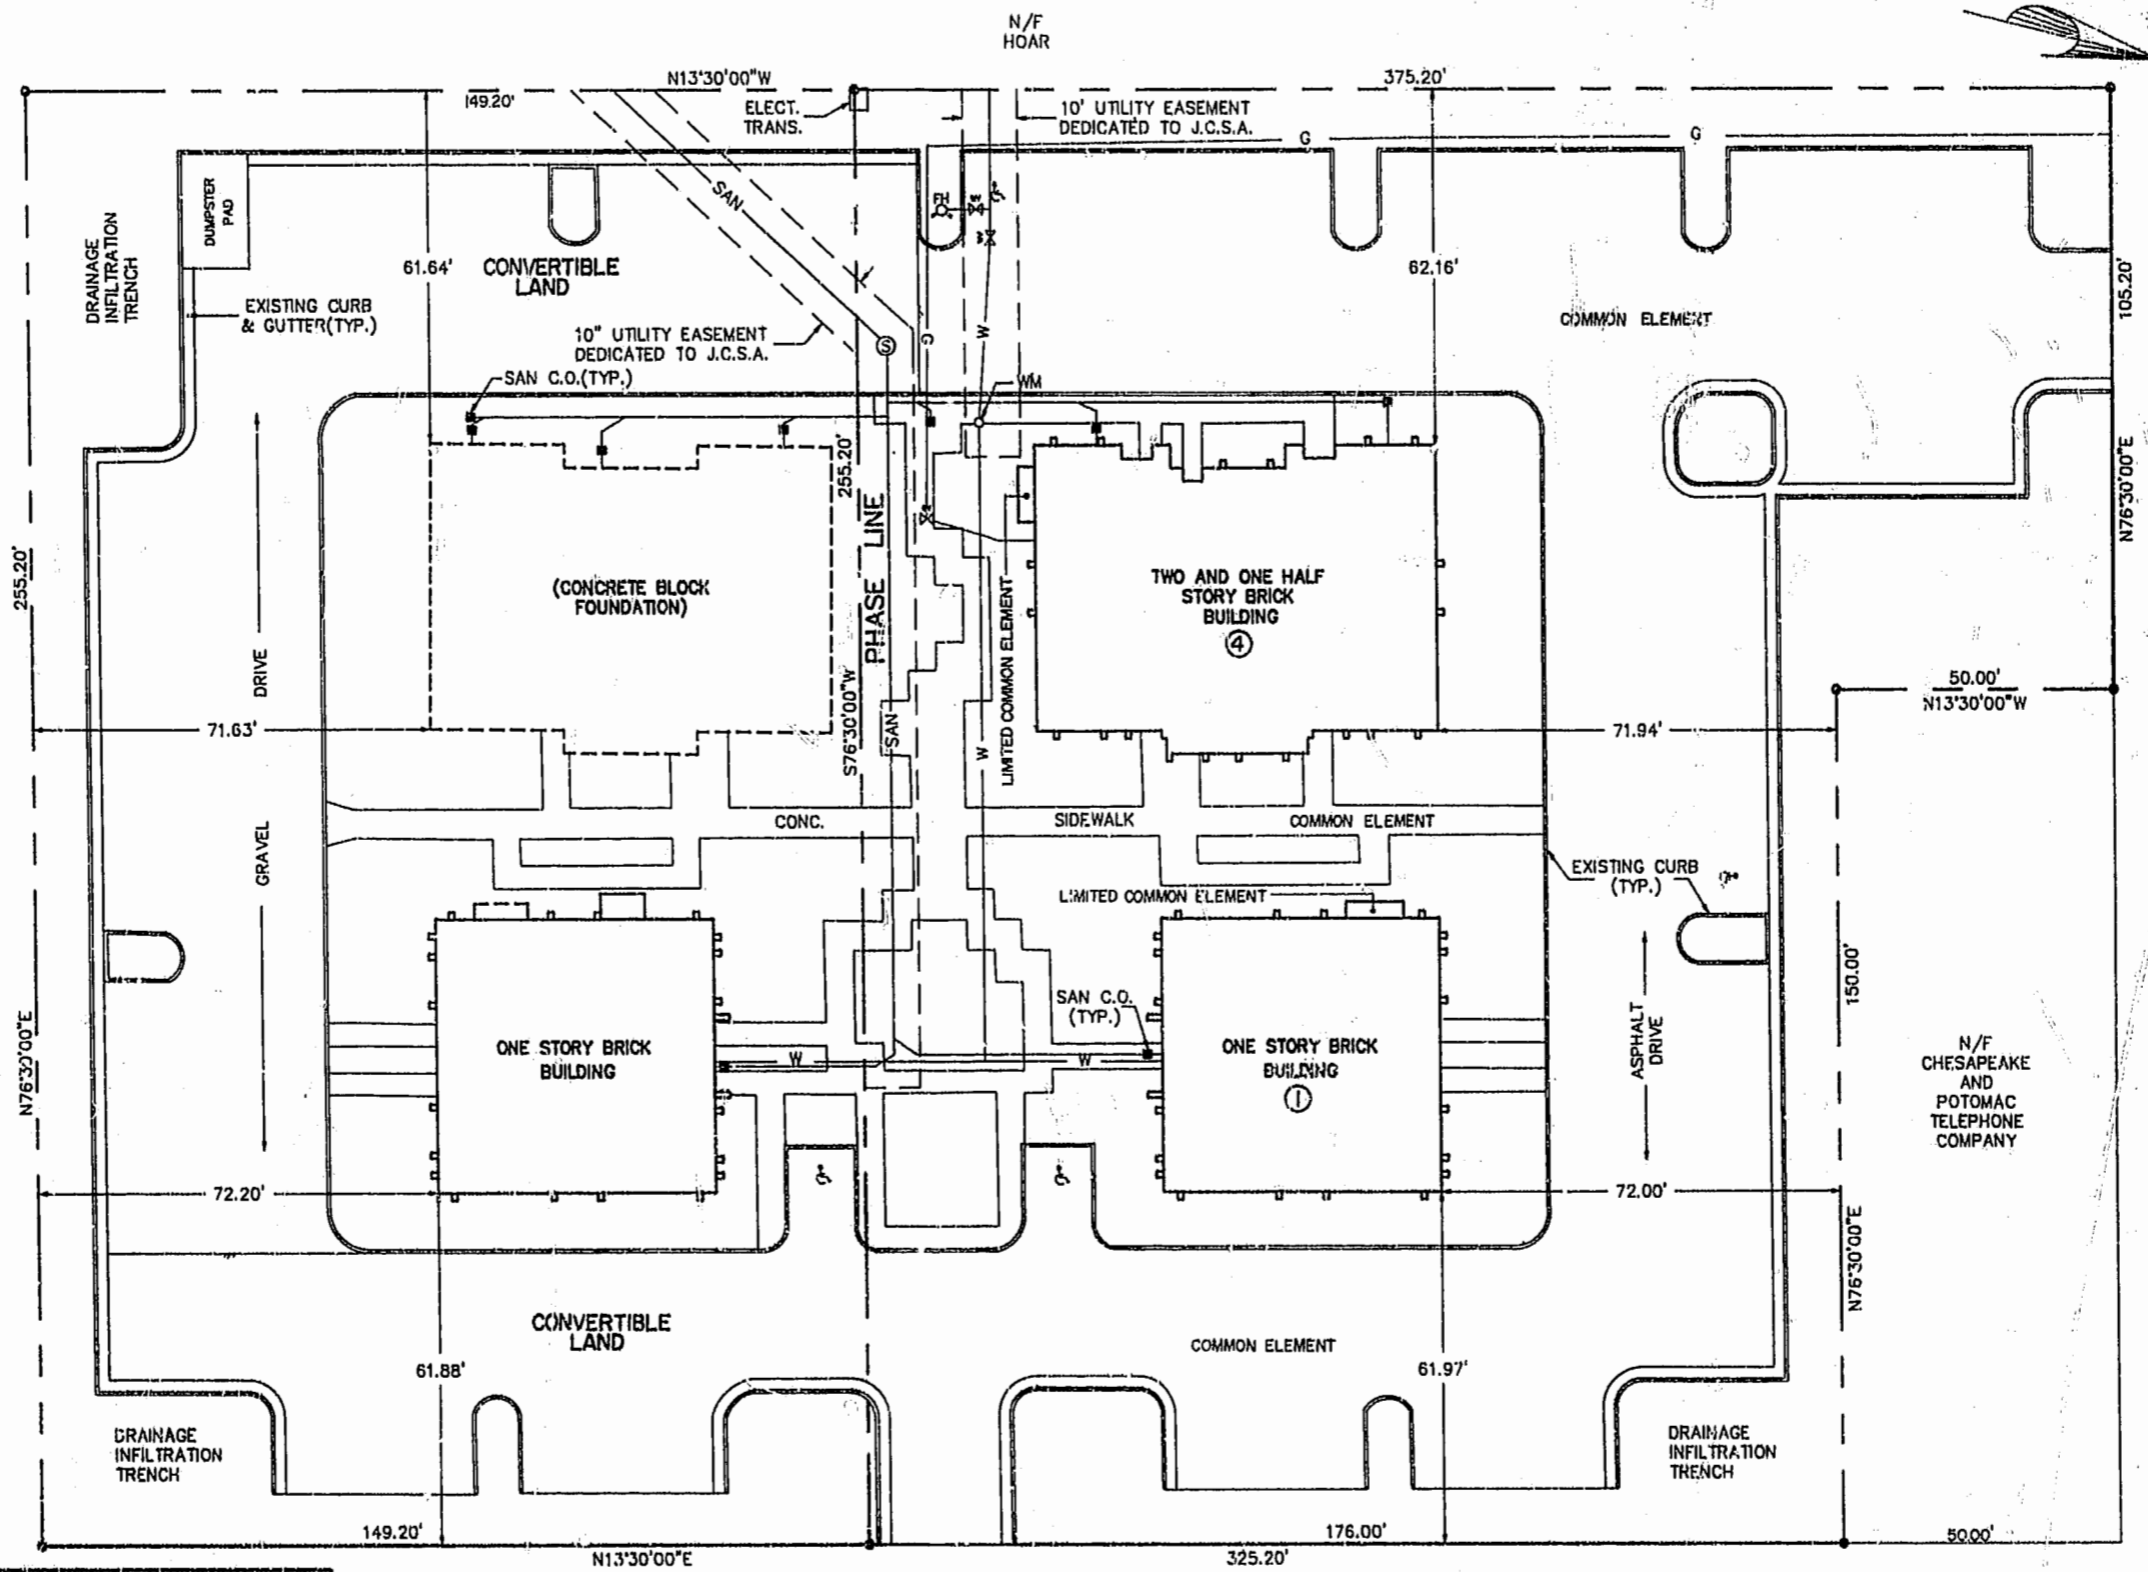 N/F
HOAR
N13°30'00"W
375.20'
149.20'
ELECT.
TRANS.
10' UTILITY EASEMENT
DEDICATED TO J.C.S.A.
G
G
DUMPSTER
PAD
SAN
FH
W
W
DRAINAGE
INFILTRATION
TRENCH
61.64'
CONVERTIBLE
LAND
62.16'
105.20'
EXISTING CURB
& GUTTER(TYP.)
COMMON ELEMENT
10" UTILITY EASEMENT
DEDICATED TO J.C.S.A.
S
G
W
SAN C.O.(TYP.)
WM
N76°30'00"E
255.20'
PHASE LINE
255.20'
(CONCRETE BLOCK
FOUNDATION)
TWO AND ONE HALF
STORY BRICK
BUILDING
4
LIMITED COMMON ELEMENT
DRIVE
S76°30'00"W
SAN
W
50.00'
N13°30'00"W
71.63'
71.94'
GRAVEL
CONC.
SIDEWALK
COMMON ELEMENT
EXISTING CURB
(TYP.)
LIMITED COMMON ELEMENT
150.00'
SAN C.O.
(TYP.)
ASPHALT
DRIVE
N76°30'00"E
ONE STORY BRICK
BUILDING
W
W
ONE STORY BRICK
BUILDING
1
N/F
CHESAPEAKE
AND
POTOMAC
TELEPHONE
COMPANY
72.20'
72.00'
N76°30'00"E
CONVERTIBLE
LAND
COMMON ELEMENT
61.88'
61.97'
DRAINAGE
INFILTRATION
TRENCH
DRAINAGE
INFILTRATION
TRENCH
149.20'
176.00'
50.00'
N13°30'00"E
325.20'